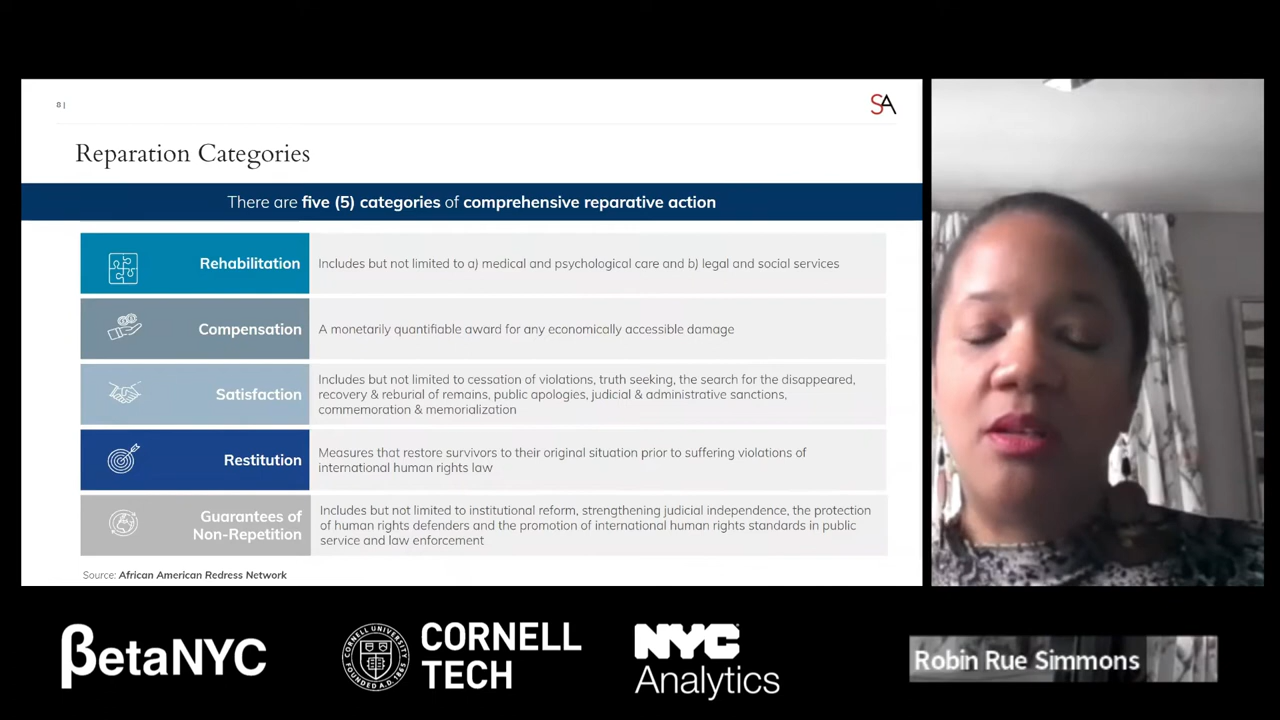 8 |
SA
Reparation Categories
There are five (5) categories of comprehensive reparative action
Rehabilitation
Includes but not limited to a) medical and psychological care and b) legal and social services
Compensation
A monetarily quantifiable award for any economically accessible damage
Satisfaction
Includes but not limited to cessation of violations, truth seeking, the search for the disappeared,
recovery & reburial of remains, public apologies, judicial & administrative sanctions,
commemoration & memorialization
Restitution
Measures that restore survivors to their original situation prior to suffering violations of
international human rights law
Guarantees of
Non-Repetition
Includes but not limited to institutional reform, strengthening judicial independence, the protection
of human rights defenders and the promotion of international human rights standards in public
service and law enforcement
Source: African American Redress Network
βetaNYC
CORNELL UNIVERSITY
FOUNDED A.D. 1865
CORNELL
TECH
NYC
Analytics
Robin Rue Simmons